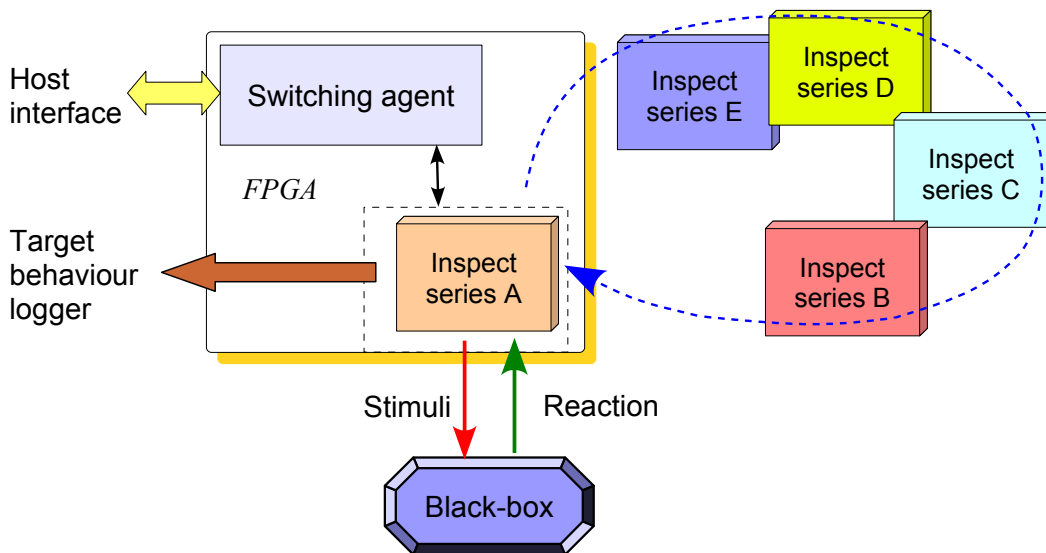 Host
interface
Switching agent
FPGA
Target
behaviour
logger
Inspect
series A
Inspect
series E
Inspect
series D
Inspect
series C
Inspect
series B
Stimuli
Reaction
Black-box